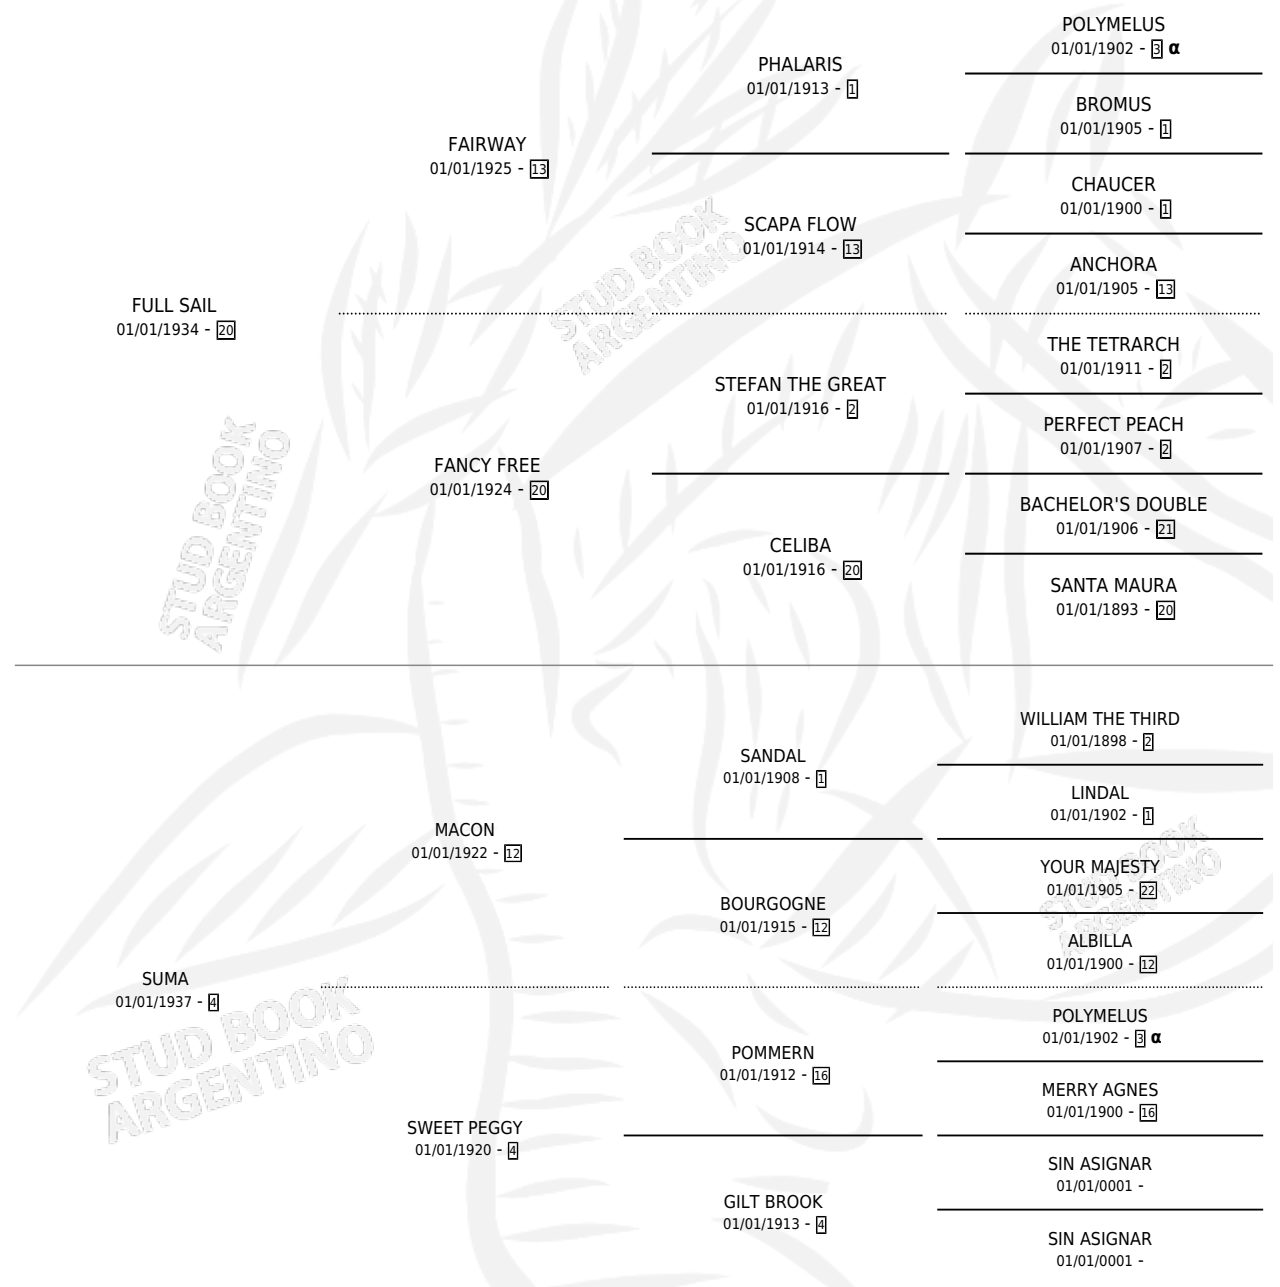 POLYMELUS
01/01/1902 - 3 α
PHALARIS
01/01/1913 - 1
BROMUS
01/01/1905 - 1
FAIRWAY
01/01/1925 - 13
CHAUCER
01/01/1900 - 1
SCAPA FLOW
01/01/1914 - 13
ANCHORA
01/01/1905 - 13
FULL SAIL
01/01/1934 - 20
THE TETRARCH
01/01/1911 - 2
STEFAN THE GREAT
01/01/1916 - 2
PERFECT PEACH
01/01/1907 - 2
FANCY FREE
01/01/1924 - 20
BACHELOR'S DOUBLE
01/01/1906 - 21
CELIBA
01/01/1916 - 20
SANTA MAURA
01/01/1893 - 20
WILLIAM THE THIRD
01/01/1898 - 2
SANDAL
01/01/1908 - 1
LINDAL
01/01/1902 - 1
MACON
01/01/1922 - 12
YOUR MAJESTY
01/01/1905 - 22
BOURGOGNE
01/01/1915 - 12
ALBILLA
01/01/1900 - 12
SUMA
01/01/1937 - 4
POLYMELUS
01/01/1902 - 3 α
POMMERN
01/01/1912 - 16
MERRY AGNES
01/01/1900 - 16
SWEET PEGGY
01/01/1920 - 4
SIN ASIGNAR
01/01/0001 -
GILT BROOK
01/01/1913 - 4
SIN ASIGNAR
01/01/0001 -
STUD BOOK
ARGENTINO
STUD BOOK
ARGENTINO
STUD BOOK
ARGENTINO
STUD BOOK
ARGENTINO